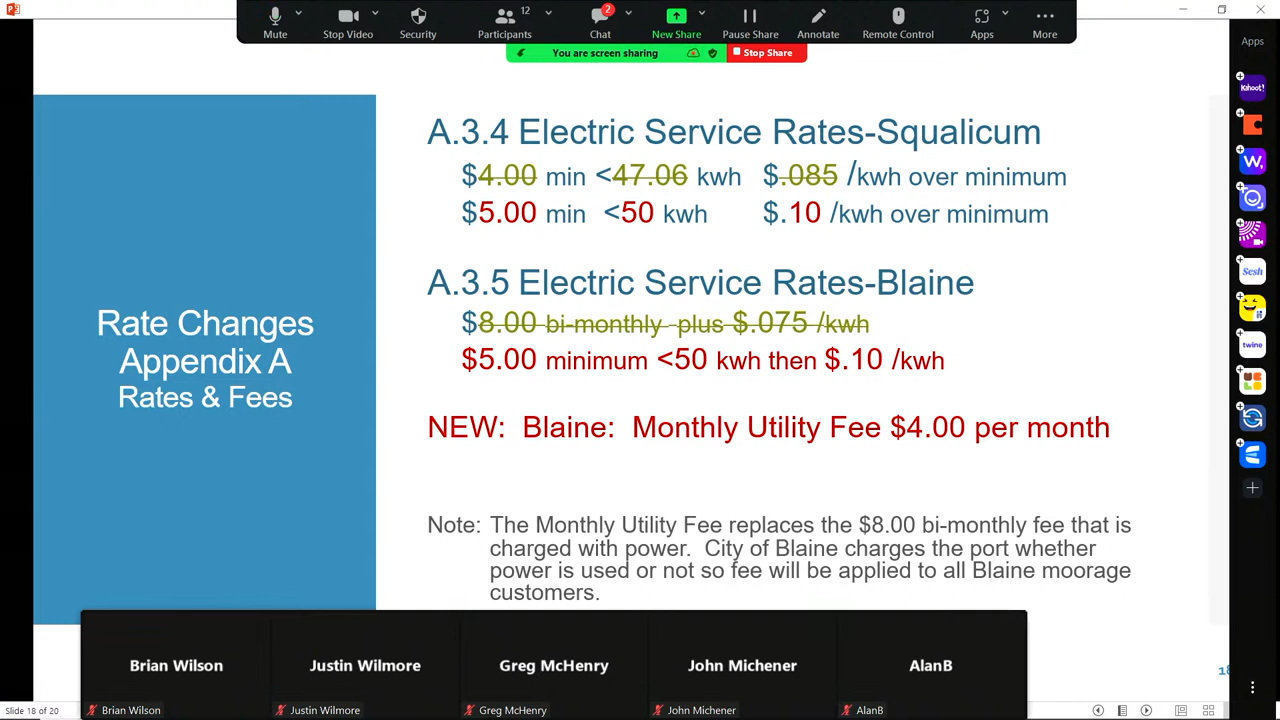 12
2
Mute
Stop Video
Security
Participants
Chat
New Share
Pause Share
Annotate
Remote Control
Apps
More
You are screen sharing
Stop Share
Apps
Kahoot!
W.
Sesh
twine
Rate Changes
Appendix A
Rates & Fees
A.3.4 Electric Service Rates-Squalicum
$4.00 min <47.06 kwh $.085 /kwh over minimum
$5.00 min <50 kwh $.10 /kwh over minimum
A.3.5 Electric Service Rates-Blaine
$8.00 bi-monthly plus $.075 /kwh
$5.00 minimum <50 kwh then $.10 /kwh
NEW: Blaine: Monthly Utility Fee $4.00 per month
Note: The Monthly Utility Fee replaces the $8.00 bi-monthly fee that is
charged with power. City of Blaine charges the port whether
power is used or not so fee will be applied to all Blaine moorage
customers.
Brian Wilson
Justin Wilmore
Greg McHenry
John Michener
AlanB
Brian Wilson
Justin Wilmore
Greg McHenry
John Michener
AlanB
Slide 18 of 20